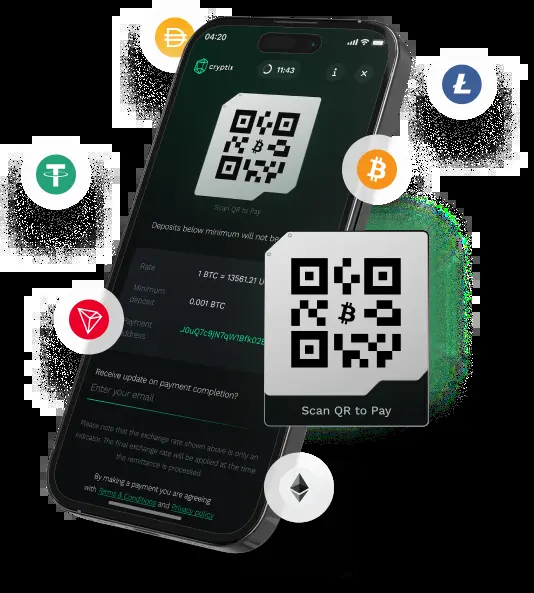 04:20
cryptix
11:43
i
Scan QR to Pay
Deposits below minimum will not be
Rate
1 BTC = 13561.21 U
Minimum
deposit
0.001 BTC
Payment
address
J0uQ7c9jN7qW1Bfk02
Scan QR to Pay
Receive update on payment completion?
Enter your email
Please note that the exchange rate shown above is only an
indicator. The final exchange rate will be applied at the time
the remittance is processed
By making a payment you are agreeing
with Terms & Conditions and Privacy policy